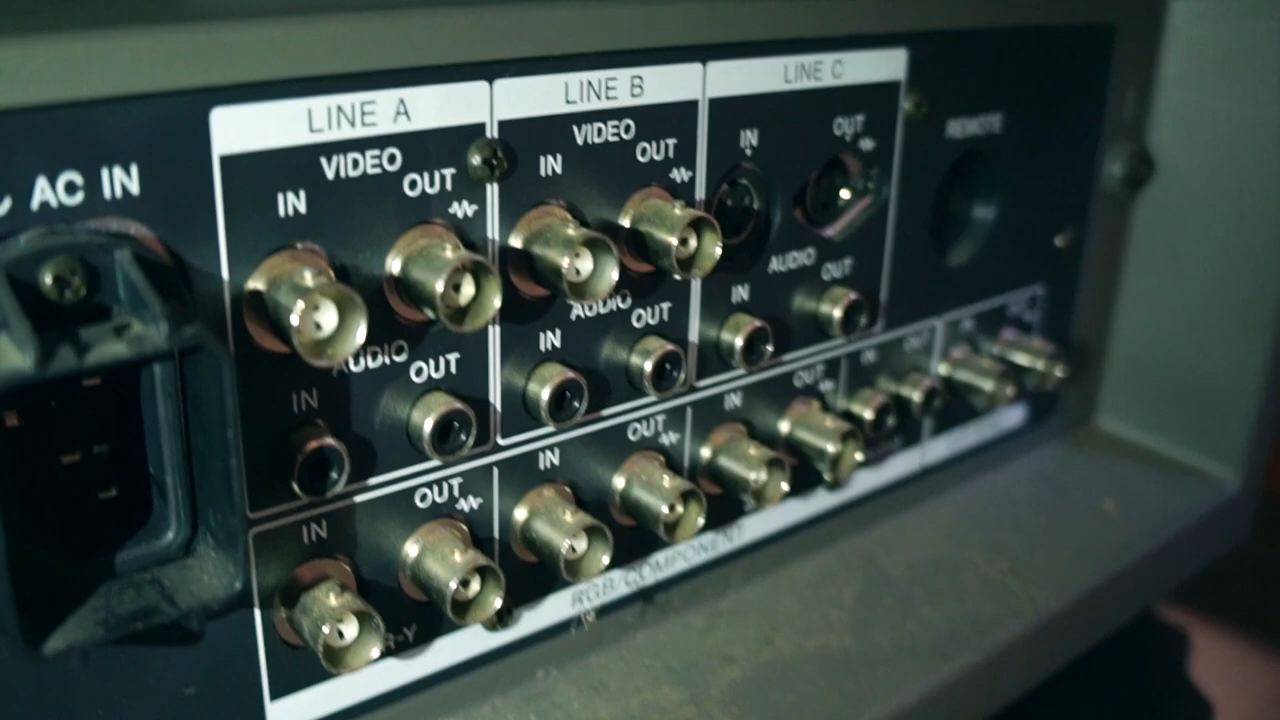 AC IN
LINE A
VIDEO
IN
OUT
AUDIO
IN
OUT
LINE B
VIDEO
IN
OUT
AUDIO
IN
OUT
LINE C
IN
OUT
AUDIO
IN
OUT
REMOTE
IN
OUT
IN
OUT
IN
OUT
IN
OUT
R-Y
RGB/COMPONENT